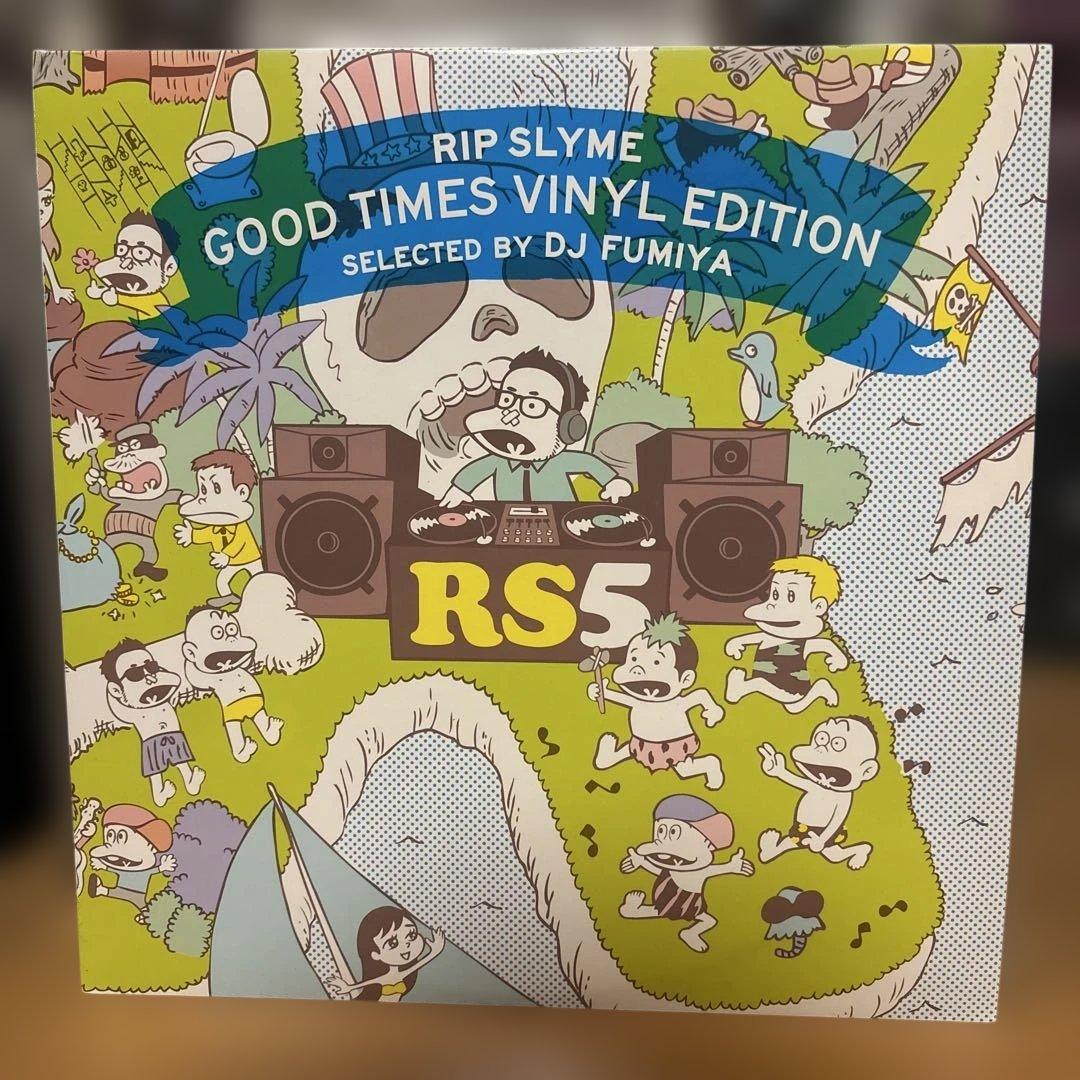 RIP SLYME
GOOD TIMES VINYL EDITION
SELECTED BY DJ FUMIYA
RS5